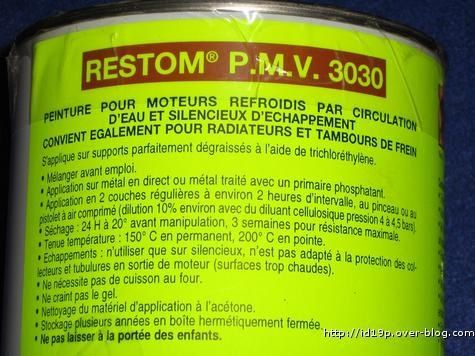 RESTOM® P.M.V. 3030
PEINTURE POUR MOTEURS REFROIDIS PAR CIRCULATION
D'EAU ET SILENCIEUX D'ECHAPPEMENT
CONVIENT EGALEMENT POUR RADIATEURS ET TAMBOURS DE FREIN
S'applique sur supports parfaitement dégraissés à l'aide de trichloréthylène.
• Mélanger avant emploi.
• Application sur métal en direct ou métal traité avec un primaire phosphatant.
• Application en 2 couches régulières à environ 2 heures d'intervalle, au pinceau ou au
pistolet à air comprimé (dilution 10% environ avec du diluant cellulosique pression 4 à 4,5 bars).
• Séchage : 24 H à 20° avant manipulation, 3 semaines pour résistance maximale.
• Tenue température : 150° C en permanent, 200° C en pointe.
• Echappements : n'utiliser que sur silencieux, n'est pas adapté à la protection des col-
lecteurs et tubulures en sortie de moteur (surfaces trop chaudes).
• Ne nécessite pas de cuisson au four.
• Ne craint pas le gel.
• Nettoyage du matériel d'application à l'acétone.
• Stockage plusieurs années en boîte hermétiquement fermée.
• Ne pas laisser à la portée des enfants.
http://id19p.over-blog.com